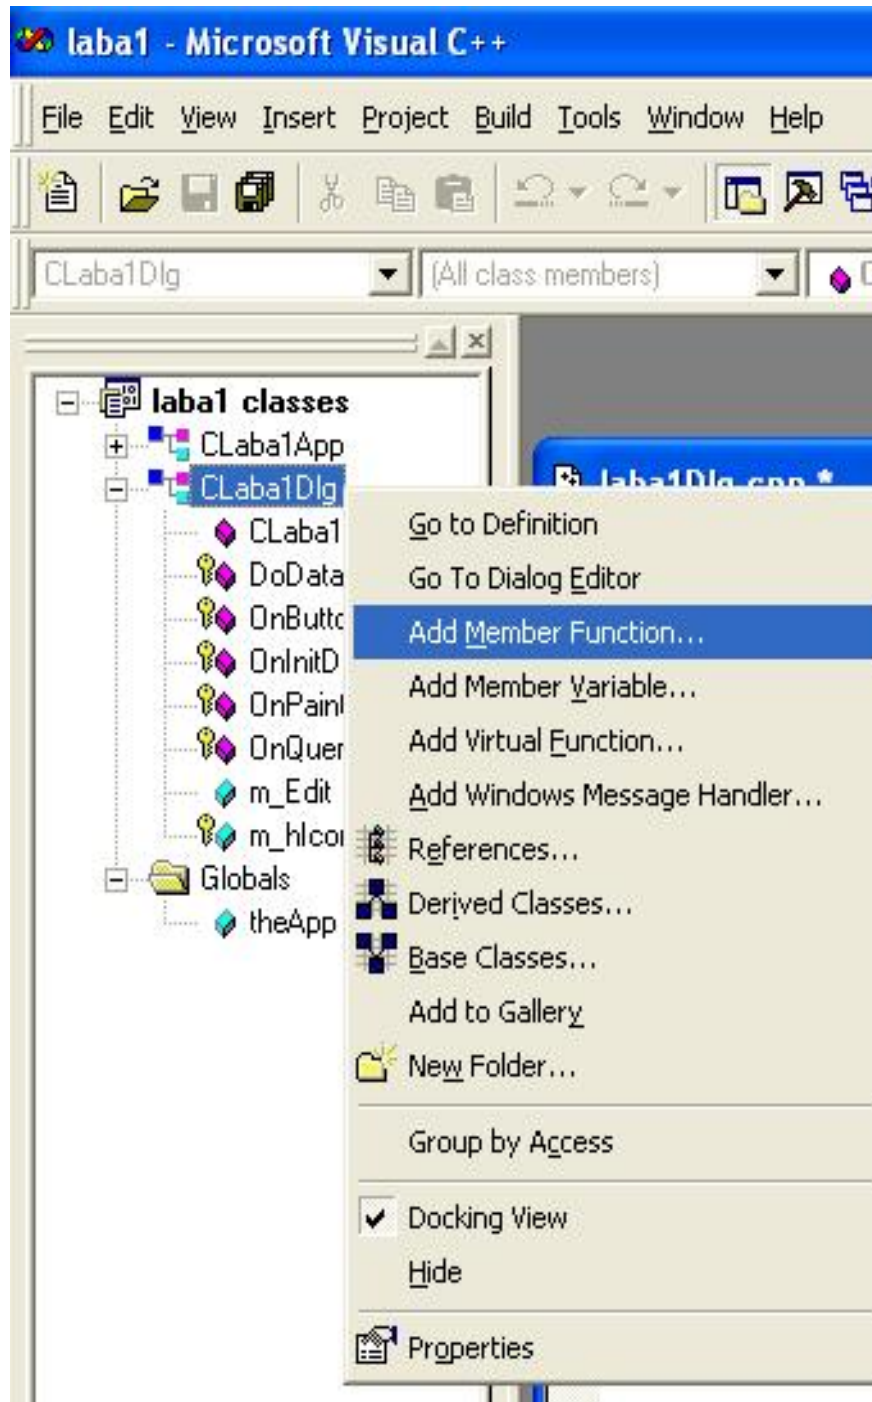 laba1 - Microsoft Visual C++
File Edit View Insert Project Build Tools Window Help
CLaba1Dlg (All class members)
laba1 classes
CLaba1App
CLaba1Dlg
laba1Dlg.cpp *
CLaba1
DoData
OnButto
OnInitD
OnPaint
OnQuer
m_Edit
m_hIcon
Globals
theApp
Go to Definition
Go To Dialog Editor
Add Member Function...
Add Member Variable...
Add Virtual Function...
Add Windows Message Handler...
References...
Derived Classes...
Base Classes...
Add to Gallery
New Folder...
Group by Access
Docking View
Hide
Properties